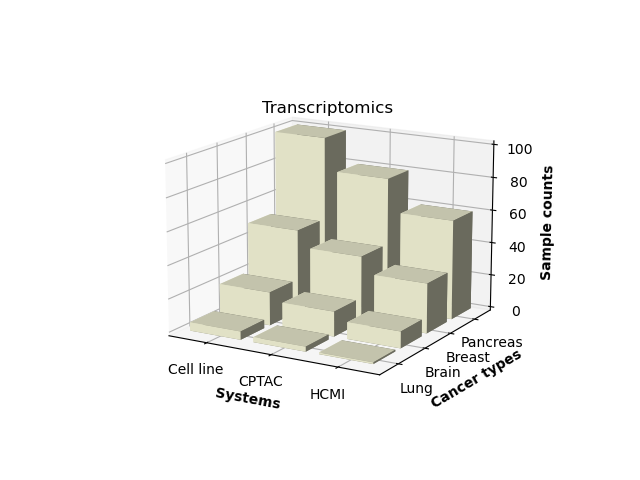 Transcriptomics
100
80
60
40
20
0
Sample counts
Cell line
CPTAC
HCMI
Systems
Lung
Brain
Breast
Pancreas
Cancer types